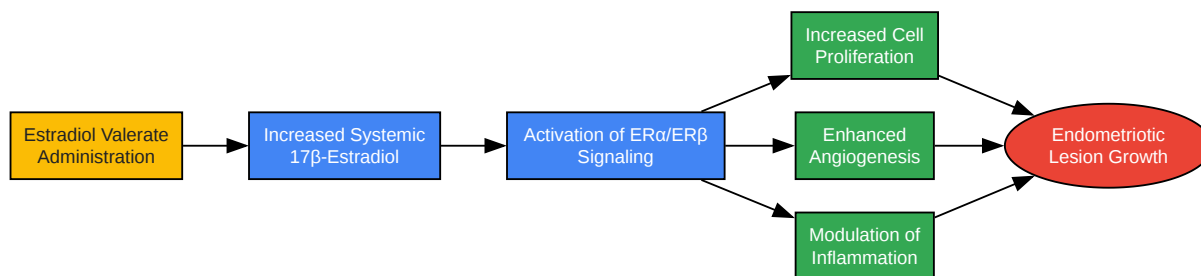 Estradiol Valerate
Administration
Increased Systemic
17β-Estradiol
Activation of ERα/ERβ
Signaling
Increased Cell
Proliferation
Enhanced
Angiogenesis
Modulation of
Inflammation
Endometriotic
Lesion Growth